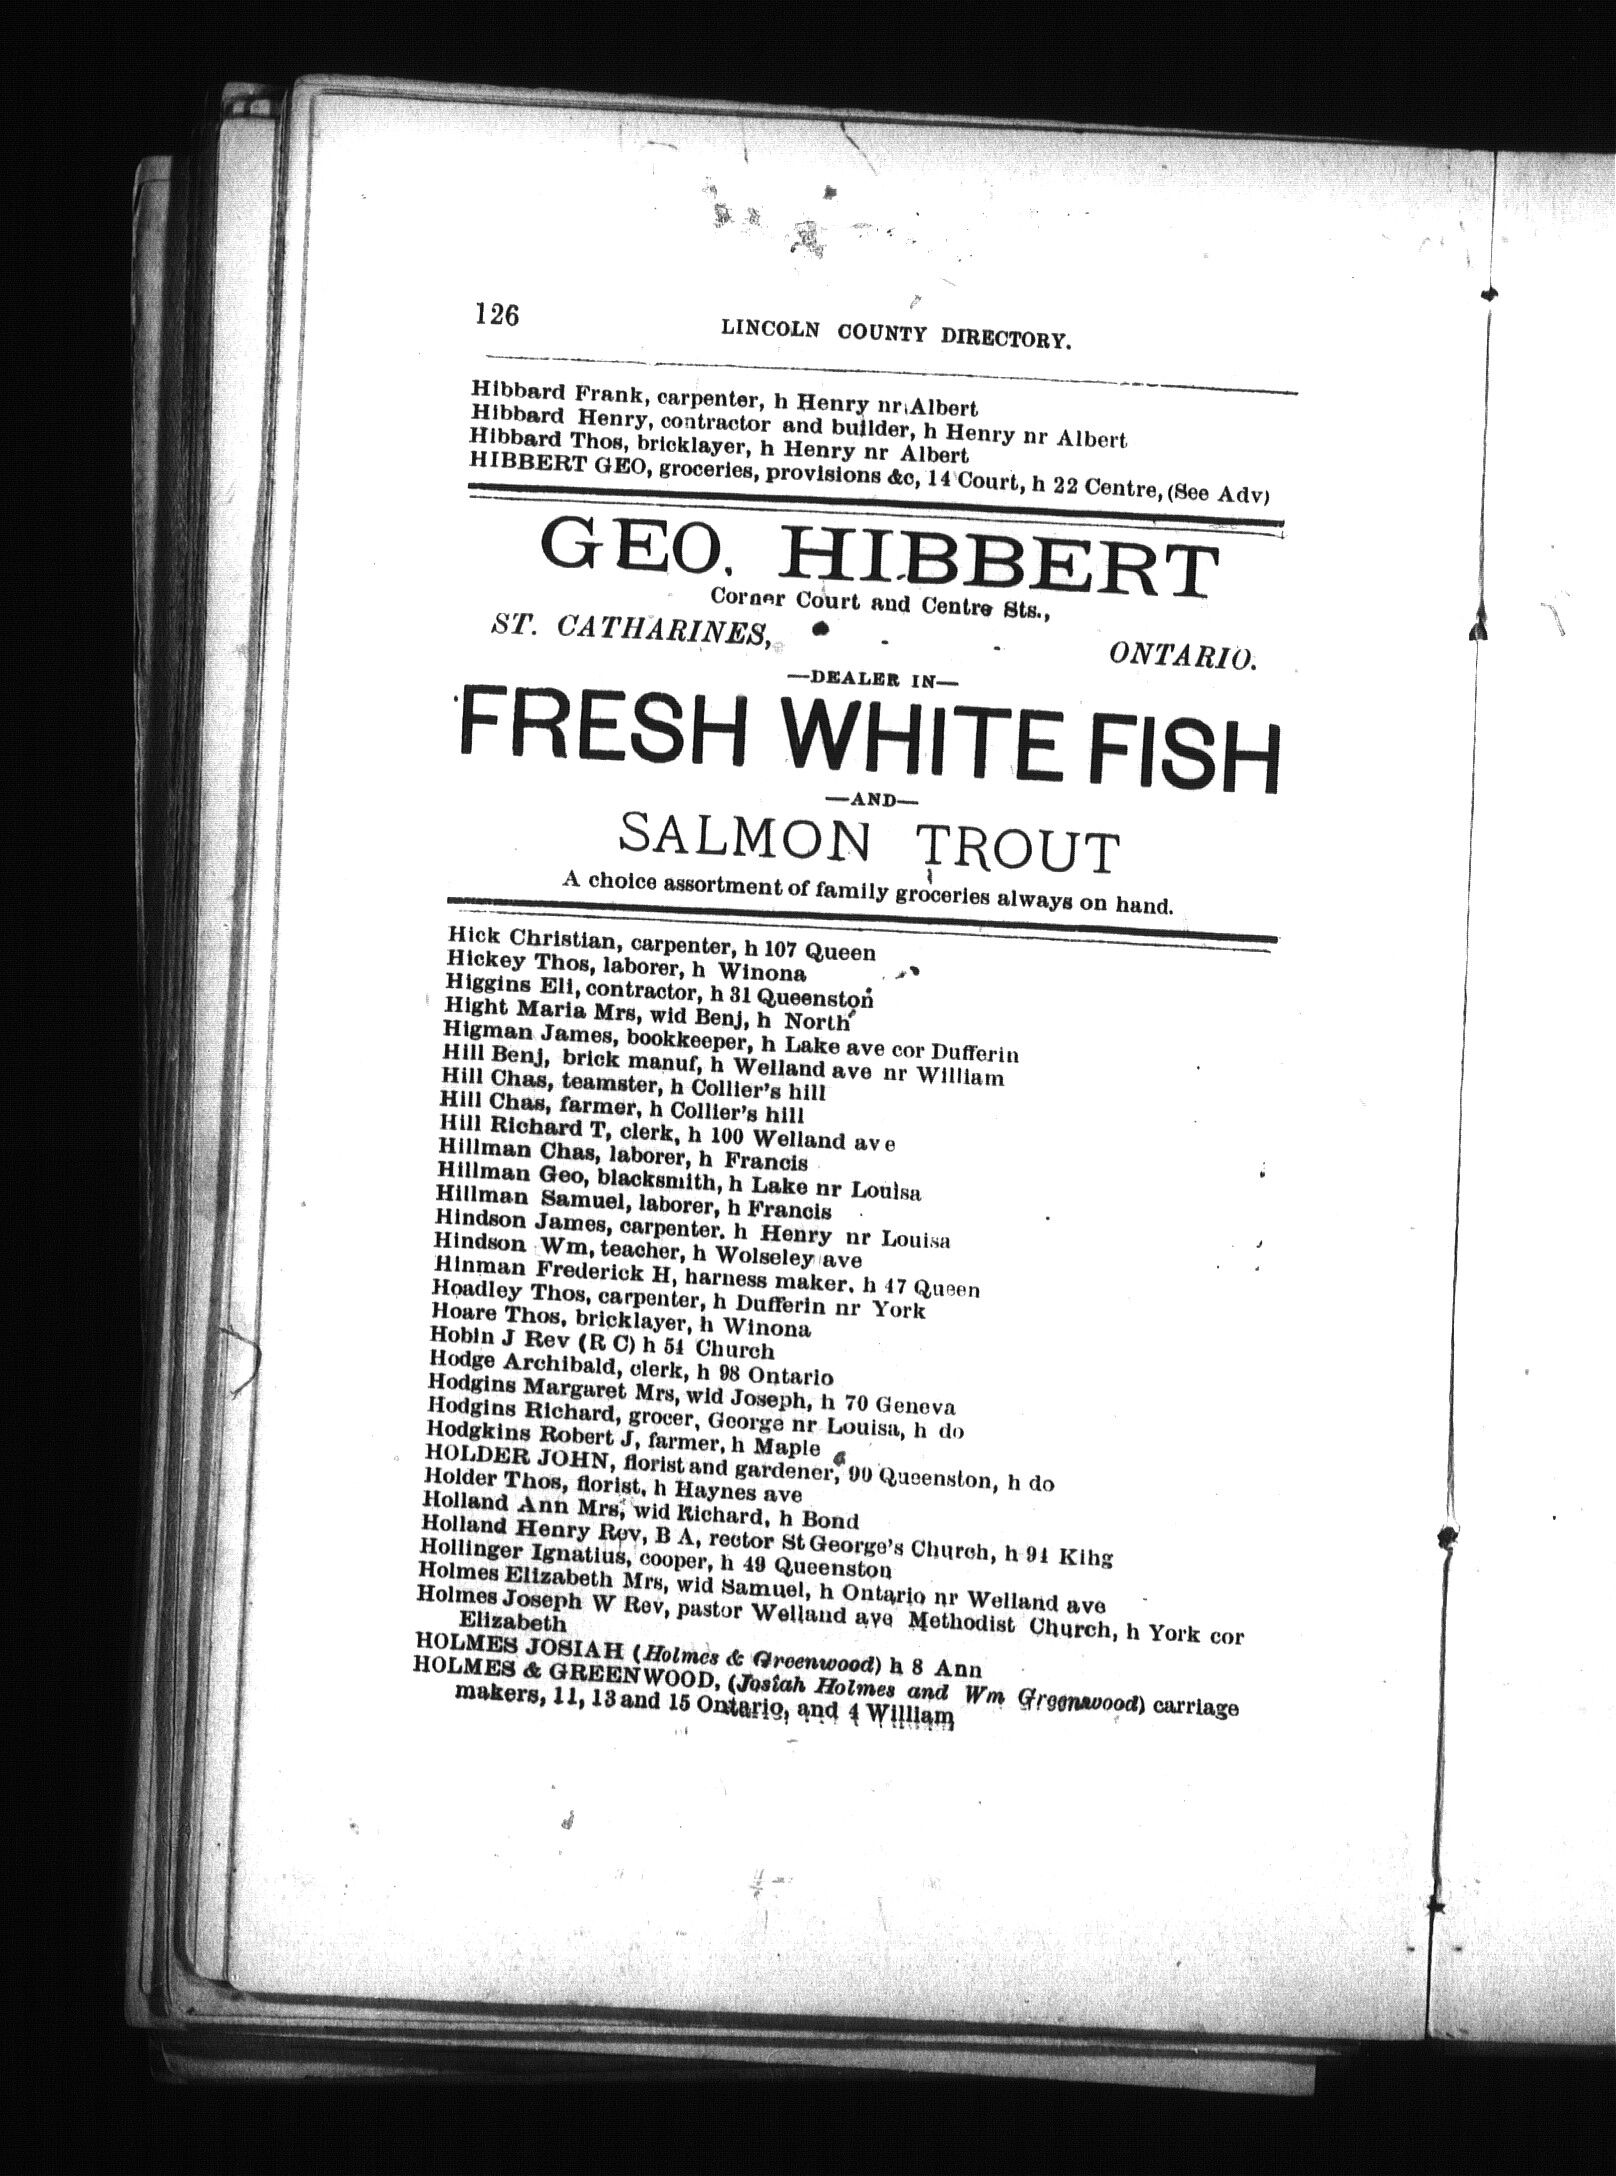 126
LINCOLN COUNTY DIRECTORY.
Hibbard Frank, carpenter, h Henry nr Albert
Hibbard Henry, contractor and builder, h Henry nr Albert
Hibbard Thos, bricklayer, h Henry nr Albert
HIBBERT GEO, groceries, provisions &c, 14 Court, h 22 Centre, (See Adv)
GEO. HIBBERT
Corner Court and Centre Sts.,
ST. CATHARINES, - - ONTARIO.
—DEALER IN—
FRESH WHITE FISH
—AND—
SALMON TROUT
A choice assortment of family groceries always on hand.
Hick Christian, carpenter, h 107 Queen
Hickey Thos, laborer, h Winona
Higgins Eli, contractor, h 31 Queenston
Hight Maria Mrs, wid Benj, h North
Higman James, bookkeeper, h Lake ave cor Dufferin
Hill Benj, brick manuf, h Welland ave nr William
Hill Chas, teamster, h Collier's hill
Hill Chas, farmer, h Collier's hill
Hill Richard T, clerk, h 100 Welland ave
Hillman Chas, laborer, h Francis
Hillman Geo, blacksmith, h Lake nr Louisa
Hillman Samuel, laborer, h Francis
Hindson James, carpenter. h Henry nr Louisa
Hindson Wm, teacher, h Wolseley ave
Hinman Frederick H, harness maker. h 47 Queen
Hoadley Thos, carpenter, h Dufferin nr York
Hoare Thos, bricklayer, h Winona
Hobin J Rev (R C) h 54 Church
Hodge Archibald, clerk, h 98 Ontario
Hodgins Margaret Mrs, wid Joseph, h 70 Geneva
Hodgins Richard, grocer, George nr Louisa, h do
Hodgkins Robert J, farmer, h Maple
HOLDER JOHN, florist and gardener, 90 Queenston, h do
Holder Thos, florist, h Haynes ave
Holland Ann Mrs, wid Richard, h Bond
Holland Henry Rev, B A, rector St George's Church, h 94 Kihg
Hollinger Ignatius, cooper, h 49 Queenston
Holmes Elizabeth Mrs, wid Samuel, h Ontario nr Welland ave
Holmes Joseph W Rev, pastor Welland ave Methodist Church, h York cor
Elizabeth
HOLMES JOSIAH (Holmes & Greenwood) h 8 Ann
HOLMES & GREENWOOD, (Josiah Holmes and Wm Greenwood) carriage
makers, 11, 13 and 15 Ontario, and 4 William